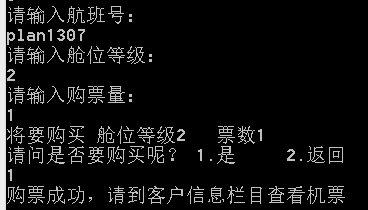 请输入航班号：
plan1307
请输入舱位等级：
2
请输入购票量：
1
将要购买 舱位等级2   票数1
请问是否要购买呢？ 1.是     2.返回
1
购票成功，请到客户信息栏目查看机票